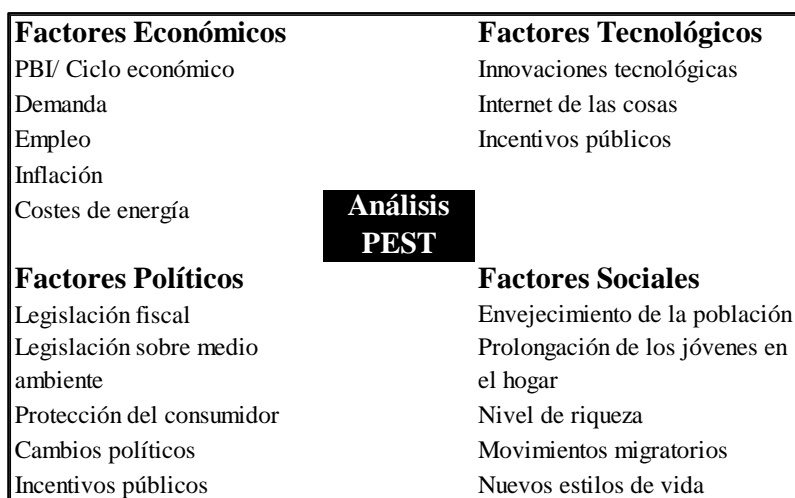 Factores Económicos
PBI/ Ciclo económico
Demanda
Empleo
Inflación
Costes de energía
Factores Tecnológicos
Innovaciones tecnológicas
Internet de las cosas
Incentivos públicos
Análisis
PEST
Factores Políticos
Legislación fiscal
Legislación sobre medio
ambiente
Protección del consumidor
Cambios políticos
Incentivos públicos
Factores Sociales
Envejecimiento de la población
Prolongación de los jóvenes en
el hogar
Nivel de riqueza
Movimientos migratorios
Nuevos estilos de vida